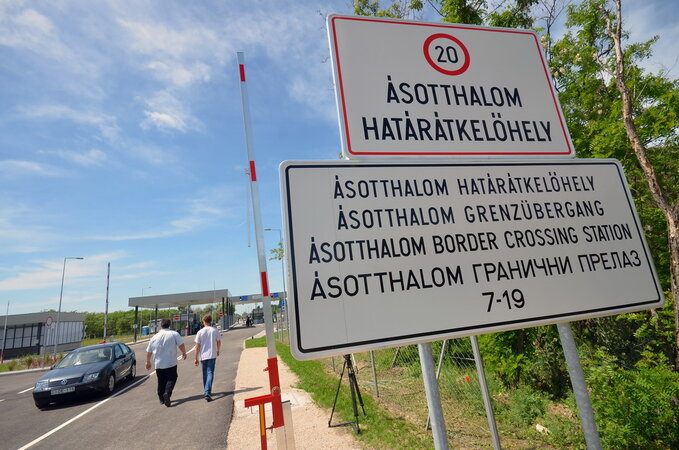 20
ÁSOTTHALOM
HATÁRÁTKELŐHELY
ÁSOTTHALOM HATÁRÁTKELŐHELY
ÁSOTTHALOM GRENZÜBERGANG
ÁSOTTHALOM BORDER CROSSING STATION
ÁSOTTHALOM ГРАНИЧНИ ПРЕЛАЗ
7-19